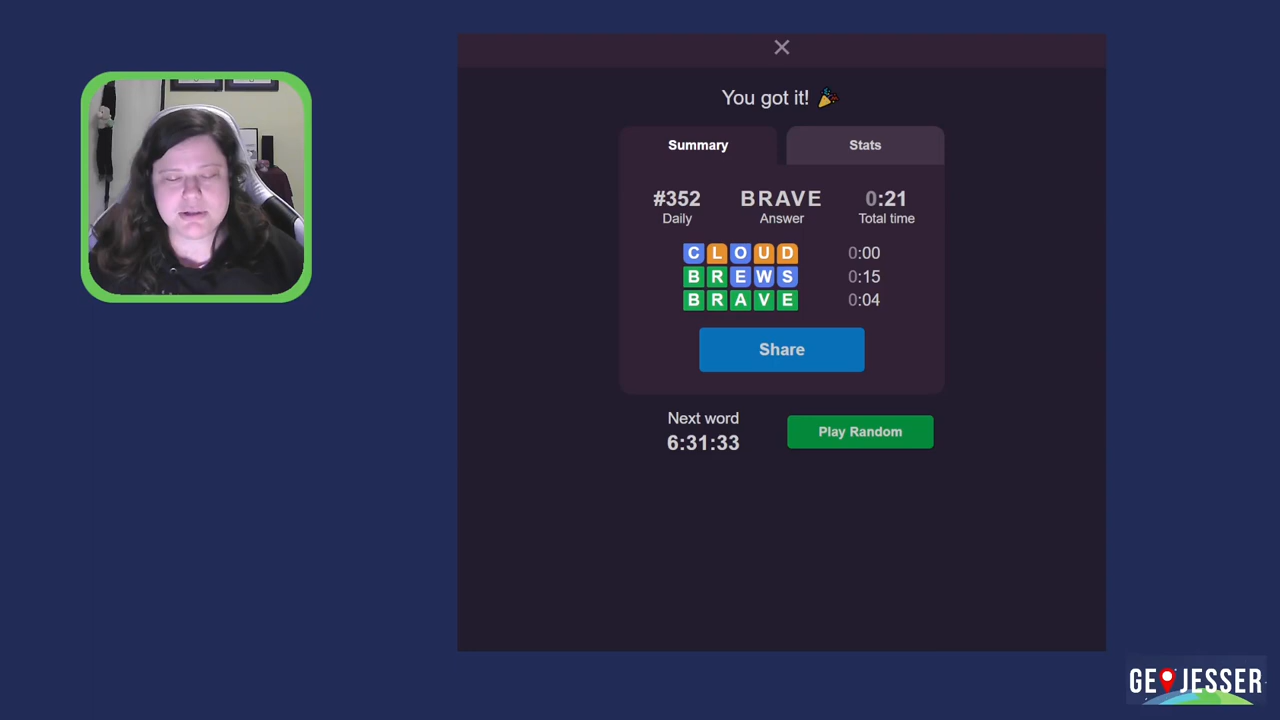 You got it!
Summary
Stats
#352
BRAVE
0:21
Daily
Answer
Total time
CLOUD 0:00
BREWS 0:15
BRAVE 0:04
Share
Next word
6:31:33
Play Random
GEOJESSER